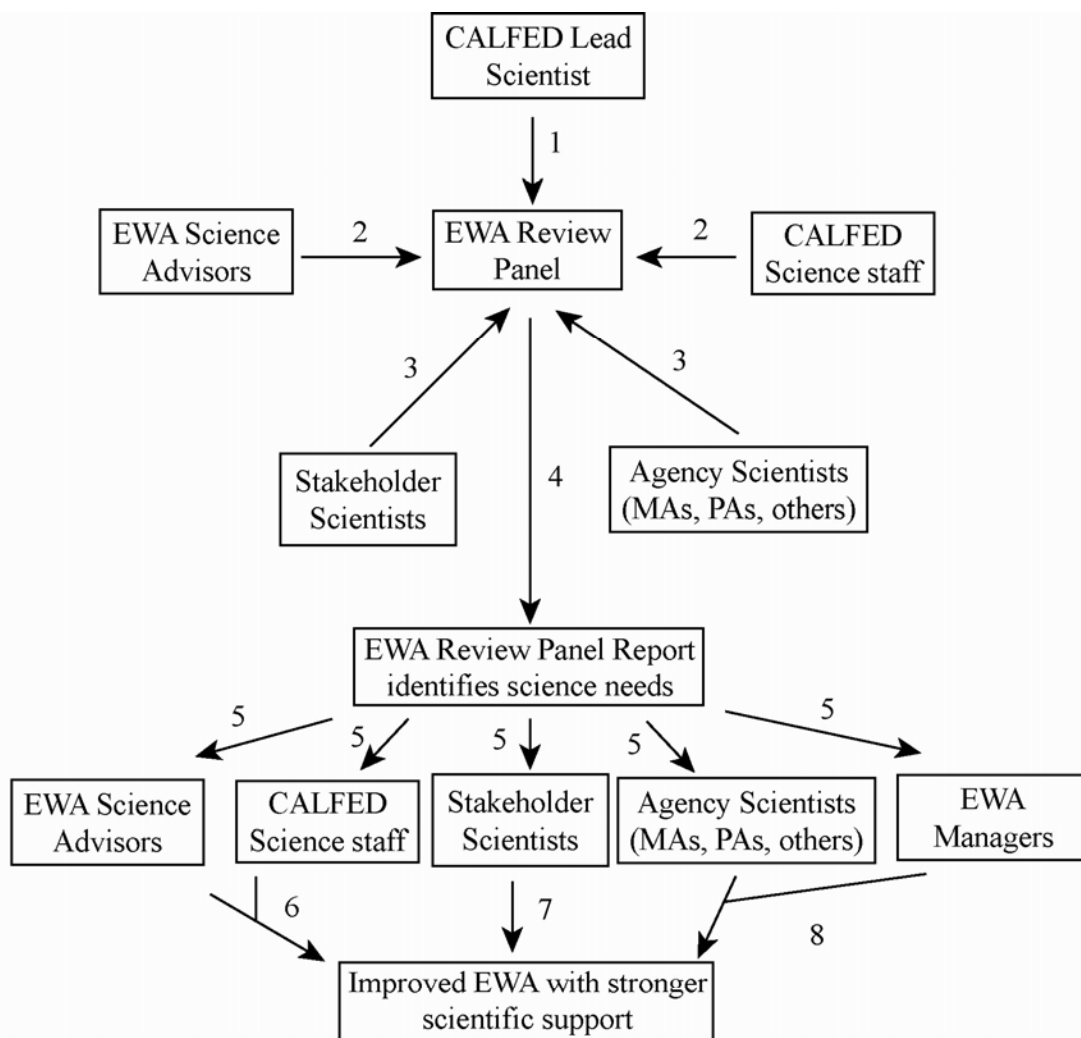 CALFED Lead
Scientist
1
EWA Science
Advisors
2
EWA Review
Panel
2
CALFED
Science staff
3
3
Stakeholder
Scientists
4
Agency Scientists
(MAs, PAs, others)
EWA Review Panel Report
identifies science needs
5
5
5
5
5
EWA Science
Advisors
CALFED
Science staff
Stakeholder
Scientists
Agency Scientists
(MAs, PAs, others)
EWA
Managers
6
7
8
Improved EWA with stronger
scientific support